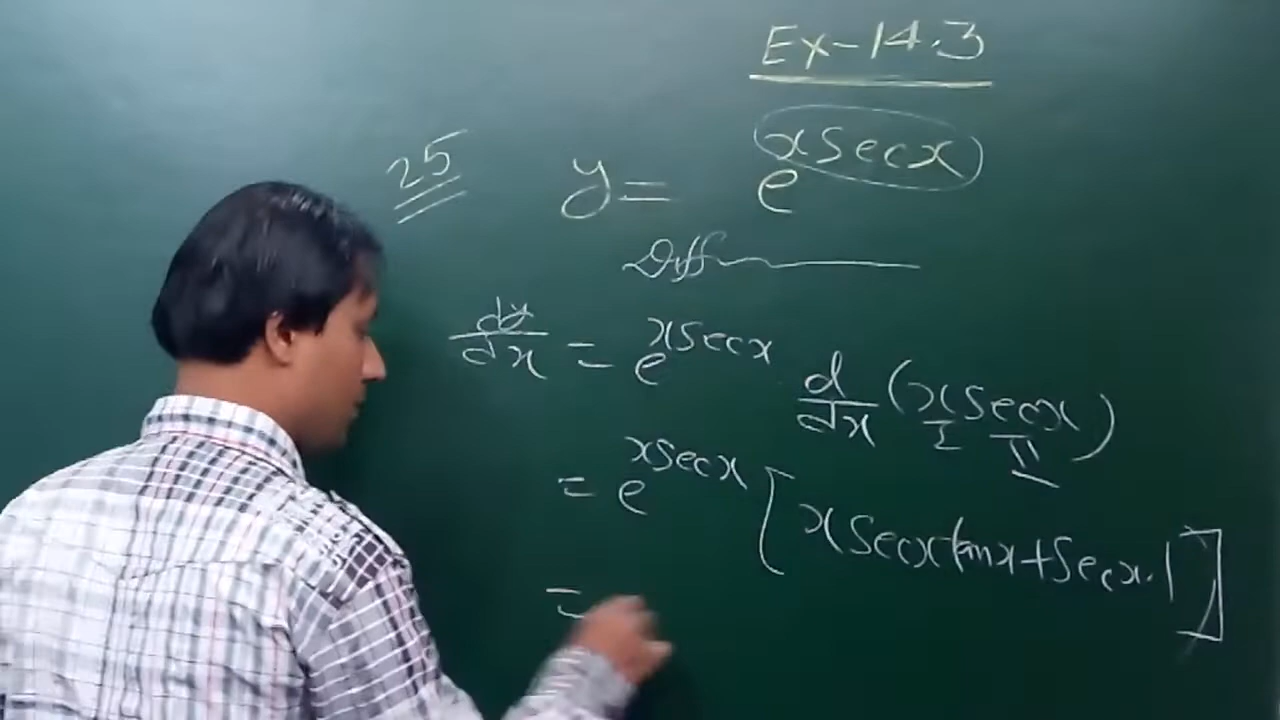 Ex-14.3
25 y = e^{x sec x}
Diff
dy/dx = e^{x sec x} d/dx (x sec x)
I II
= e^{x sec x} [x sec x tan x + sec x . 1]
=